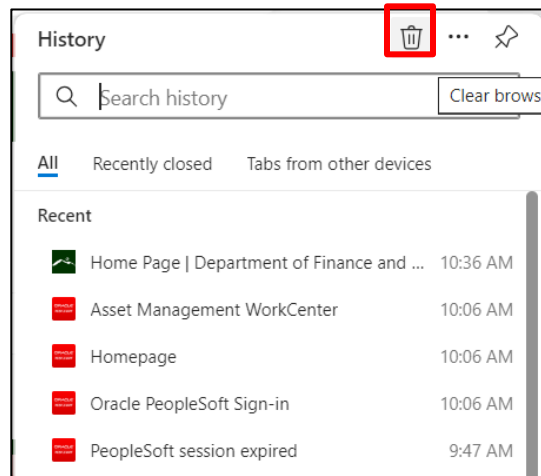 History
Search history
Clear brows
All Recently closed Tabs from other devices
Recent
Home Page | Department of Finance and ... 10:36 AM
Asset Management WorkCenter 10:06 AM
Homepage 10:06 AM
Oracle PeopleSoft Sign-in 10:06 AM
PeopleSoft session expired 9:47 AM